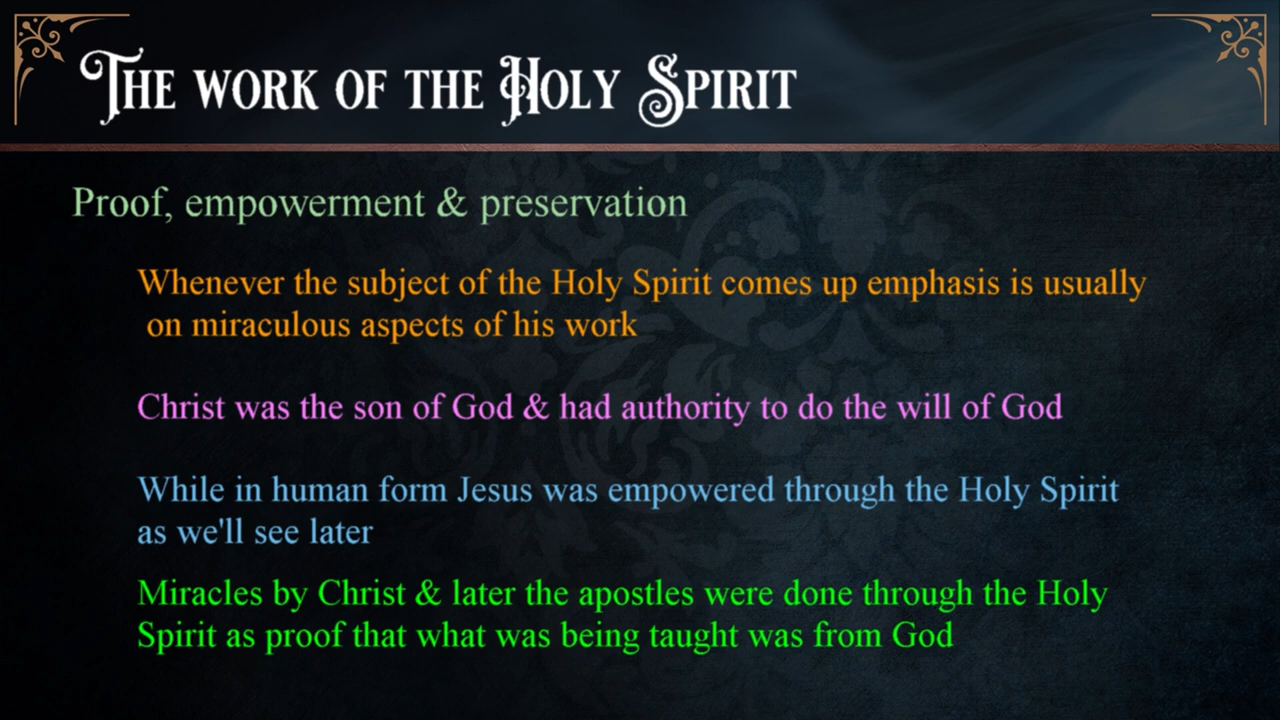 The work of the Holy Spirit
Proof, empowerment & preservation
Whenever the subject of the Holy Spirit comes up emphasis is usually
on miraculous aspects of his work
Christ was the son of God & had authority to do the will of God
While in human form Jesus was empowered through the Holy Spirit
as we'll see later
Miracles by Christ & later the apostles were done through the Holy
Spirit as proof that what was being taught was from God